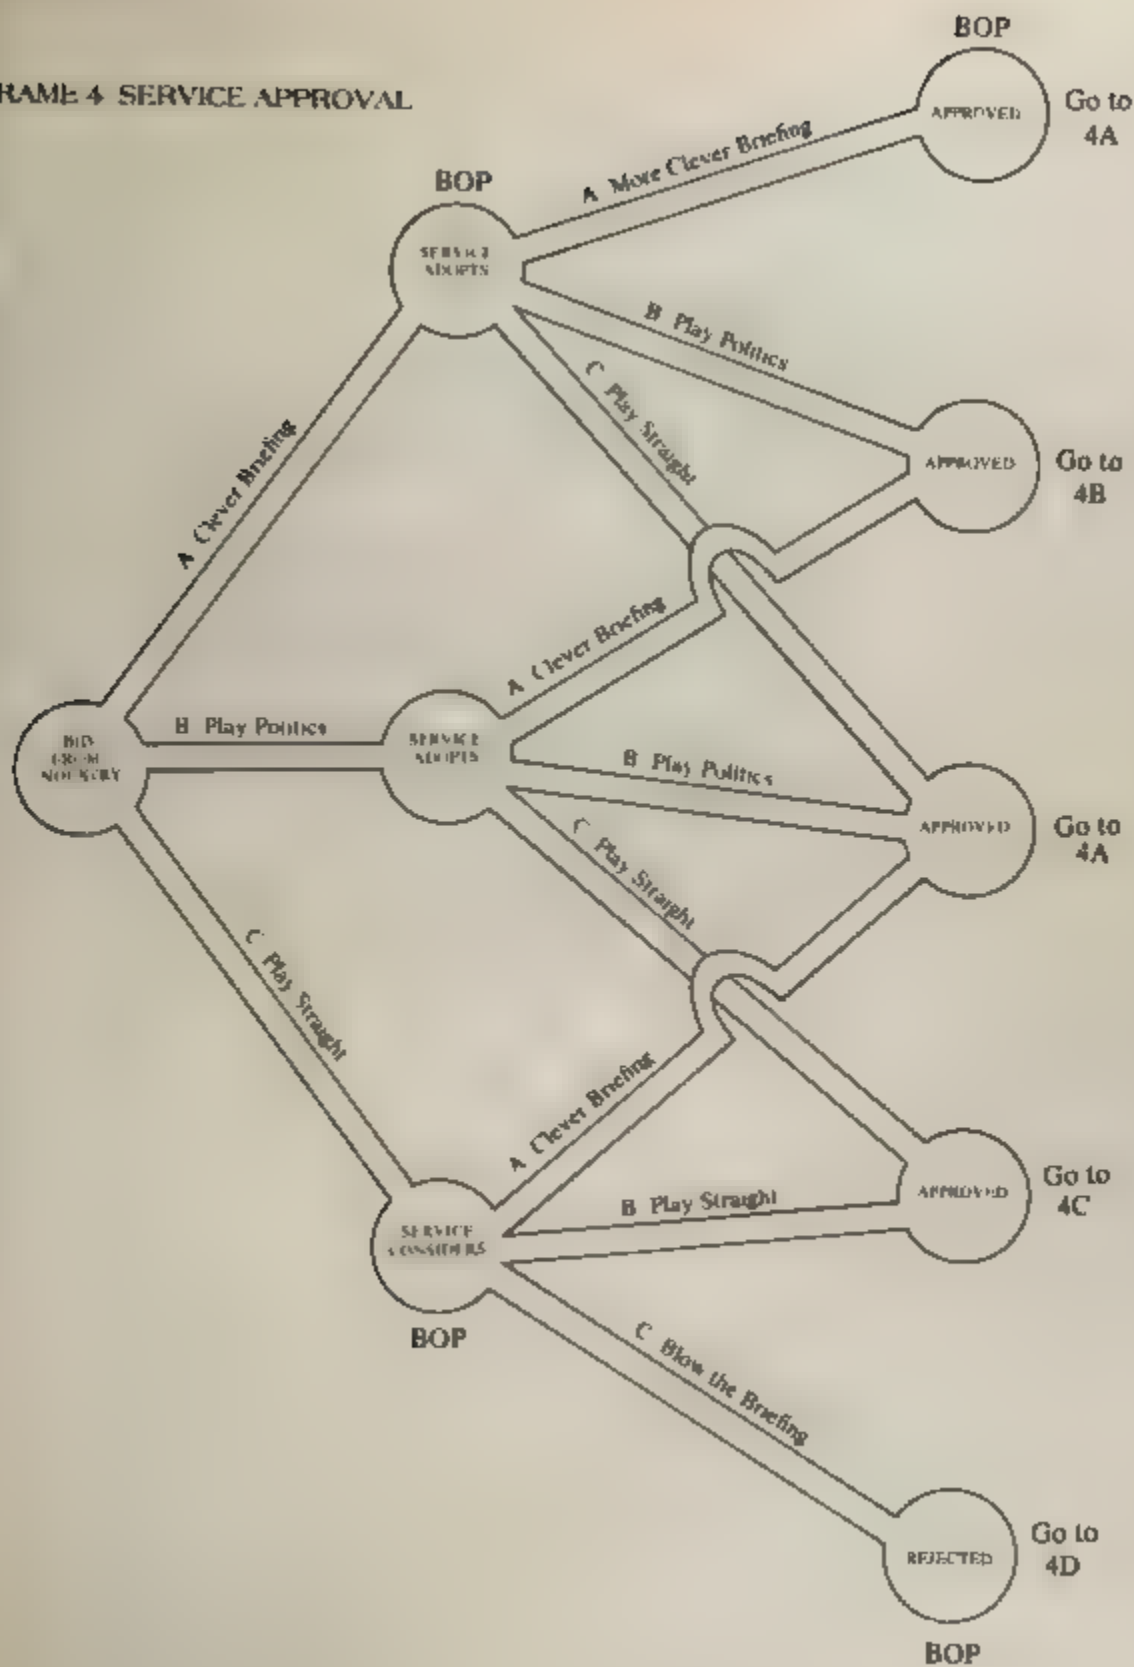 BOP
RAME 4 SERVICE APPROVAL
APPROVED
Go to
4A
A More Clever Briefing
BOP
SERVICE
ADOPTS
B Play Politics
C Play Straight
APPROVED
Go to
4B
A Clever Briefing
A Clever Briefing
B Play Politics
BID
FROM
INDUSTRY
SERVICE
ADOPTS
B Play Politics
APPROVED
Go to
4A
C Play Straight
C Play Straight
A Clever Briefing
B Play Straight
APPROVED
Go to
4C
SERVICE
CONSIDERS
BOP
C Blow the Briefing
REJECTED
Go to
4D
BOP